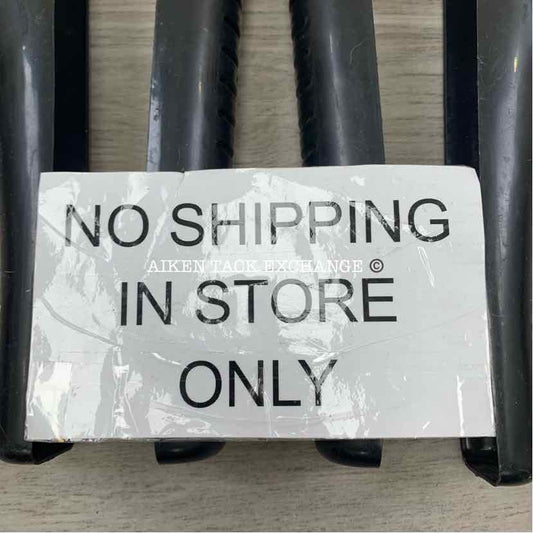 NO SHIPPING
AIKEN TACK EXCHANGE ©
IN STORE
ONLY